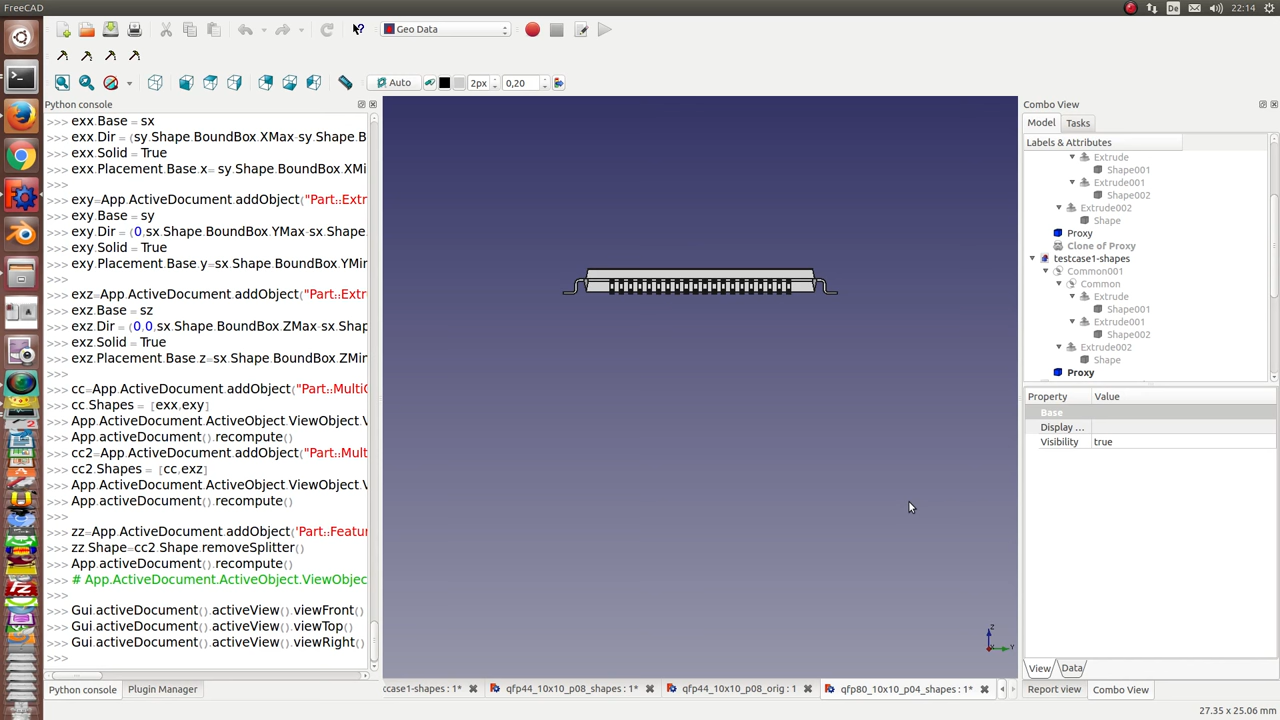 FreeCAD
De
22:14
Geo Data
Auto
2px
0,20
Python console
>>> exx.Base = sx
>>> exx.Dir = (sy.Shape.BoundBox.XMax-sy.Shape.B
>>> exx.Solid = True
>>> exx.Placement.Base.x= sy.Shape.BoundBox.XMi
>>>
>>> exy=App.ActiveDocument.addObject("Part::Extr
>>> exy.Base = sy
>>> exy.Dir = (0,sx.Shape.BoundBox.YMax-sx.Shape.
>>> exy.Solid = True
>>> exy.Placement.Base.y=sx.Shape.BoundBox.YMir
>>>
>>> exz=App.ActiveDocument.addObject("Part::Extr
>>> exz.Base = sz
>>> exz.Dir = (0,0,sx.Shape.BoundBox.ZMax-sx.Shap
>>> exz.Solid = True
>>> exz.Placement.Base.z=sx.Shape.BoundBox.ZMir
>>>
>>> cc=App.ActiveDocument.addObject("Part::MultiC
>>> cc.Shapes = [exx,exy]
>>> App.ActiveDocument.ActiveObject.ViewObject.V
>>> App.activeDocument().recompute()
>>> cc2=App.ActiveDocument.addObject("Part::Mult
>>> cc2.Shapes = [cc,exz]
>>> App.ActiveDocument.ActiveObject.ViewObject.V
>>> App.activeDocument().recompute()
>>>
>>> zz=App.ActiveDocument.addObject('Part::Featur
>>> zz.Shape=cc2.Shape.removeSplitter()
>>> App.activeDocument().recompute()
>>> # App.ActiveDocument.ActiveObject.ViewObjec
>>>
>>> Gui.activeDocument().activeView().viewFront()
>>> Gui.activeDocument().activeView().viewTop()
>>> Gui.activeDocument().activeView().viewRight()
>>>
Python console
Plugin Manager
Z
Y
case1-shapes : 1*
qfp44_10x10_p08_shapes : 1*
qfp44_10x10_p08_orig : 1
qfp80_10x10_p04_shapes : 1*
Combo View
Model
Tasks
Labels & Attributes
Extrude
Shape001
Extrude001
Shape002
Extrude002
Shape
Proxy
Clone of Proxy
testcase1-shapes
Common001
Common
Extrude
Shape001
Extrude001
Shape002
Extrude002
Shape
Proxy
Property Value
Base
Display ...
Visibility true
View
Data
Report view
Combo View
27.35 x 25.06 mm